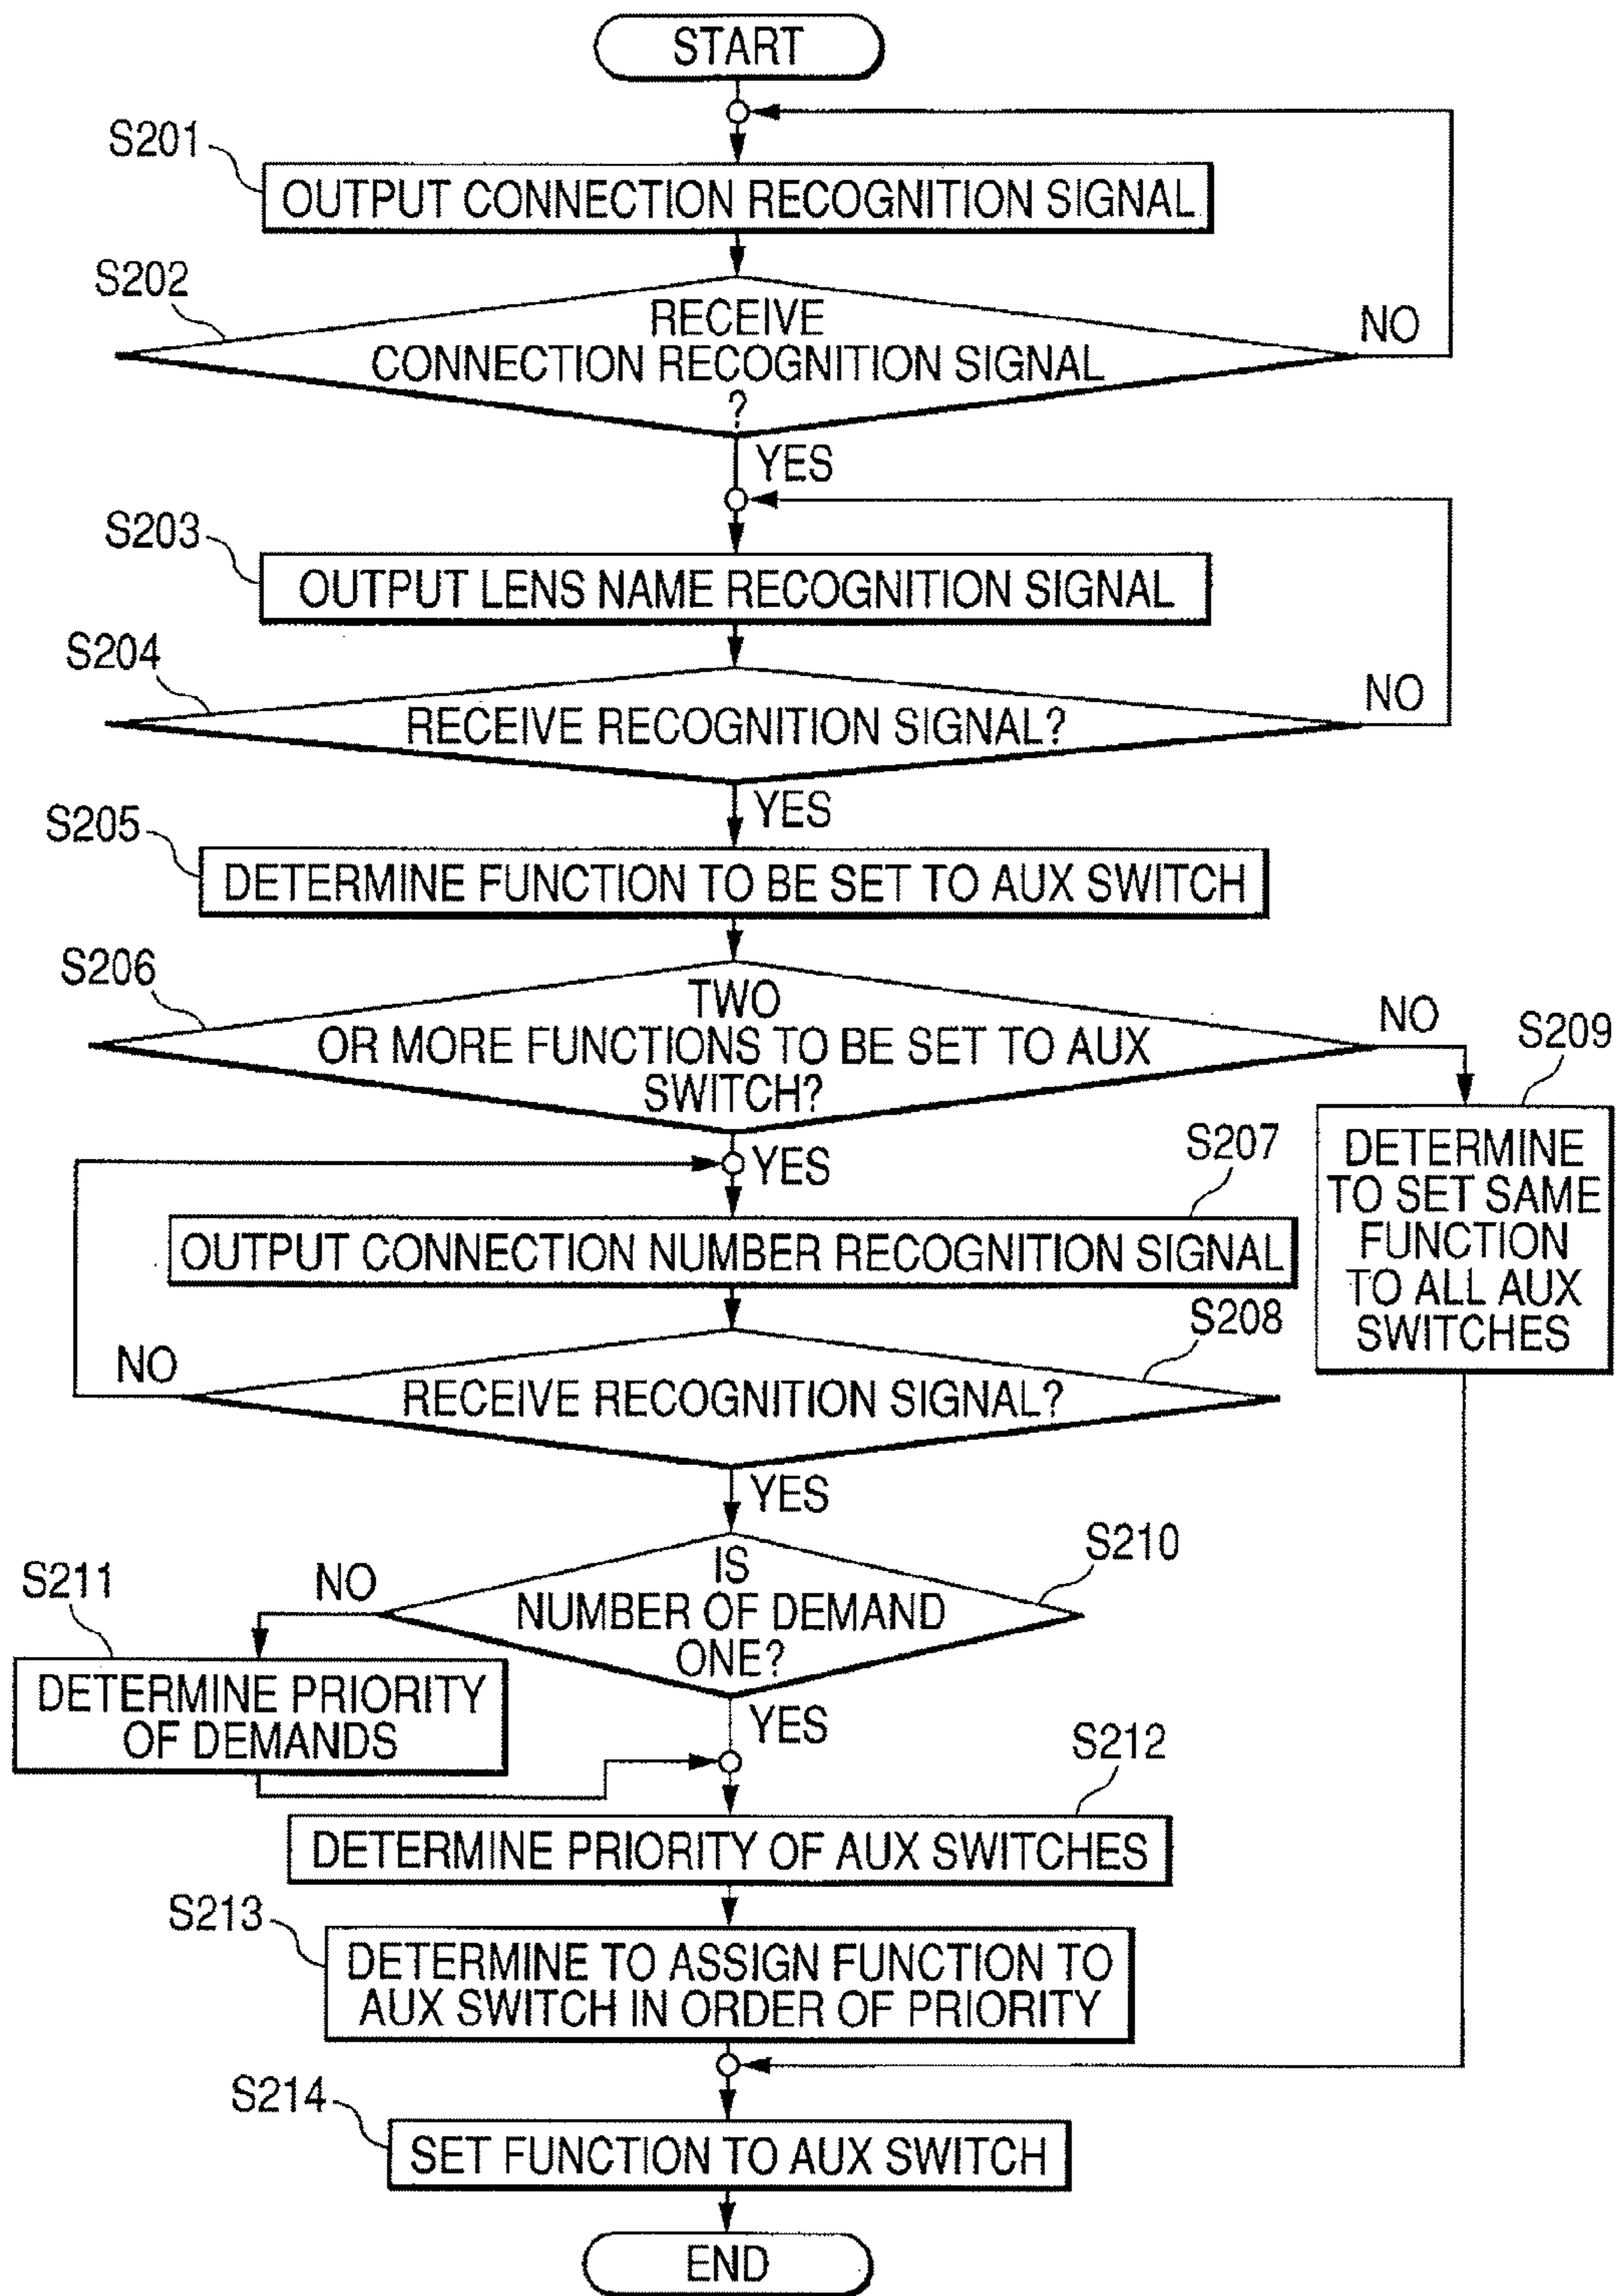 START
S201
OUTPUT CONNECTION RECOGNITION SIGNAL
S202
RECEIVE
CONNECTION RECOGNITION SIGNAL
?
NO
YES
S203
OUTPUT LENS NAME RECOGNITION SIGNAL
S204
RECEIVE RECOGNITION SIGNAL?
NO
YES
S205
DETERMINE FUNCTION TO BE SET TO AUX SWITCH
S206
TWO
OR MORE FUNCTIONS TO BE SET TO AUX
SWITCH?
NO
S209
DETERMINE
TO SET SAME
FUNCTION
TO ALL AUX
SWITCHES
YES
S207
OUTPUT CONNECTION NUMBER RECOGNITION SIGNAL
S208
RECEIVE RECOGNITION SIGNAL?
NO
YES
S210
IS
NUMBER OF DEMAND
ONE?
NO
S211
DETERMINE PRIORITY
OF DEMANDS
YES
S212
DETERMINE PRIORITY OF AUX SWITCHES
S213
DETERMINE TO ASSIGN FUNCTION TO
AUX SWITCH IN ORDER OF PRIORITY
S214
SET FUNCTION TO AUX SWITCH
END